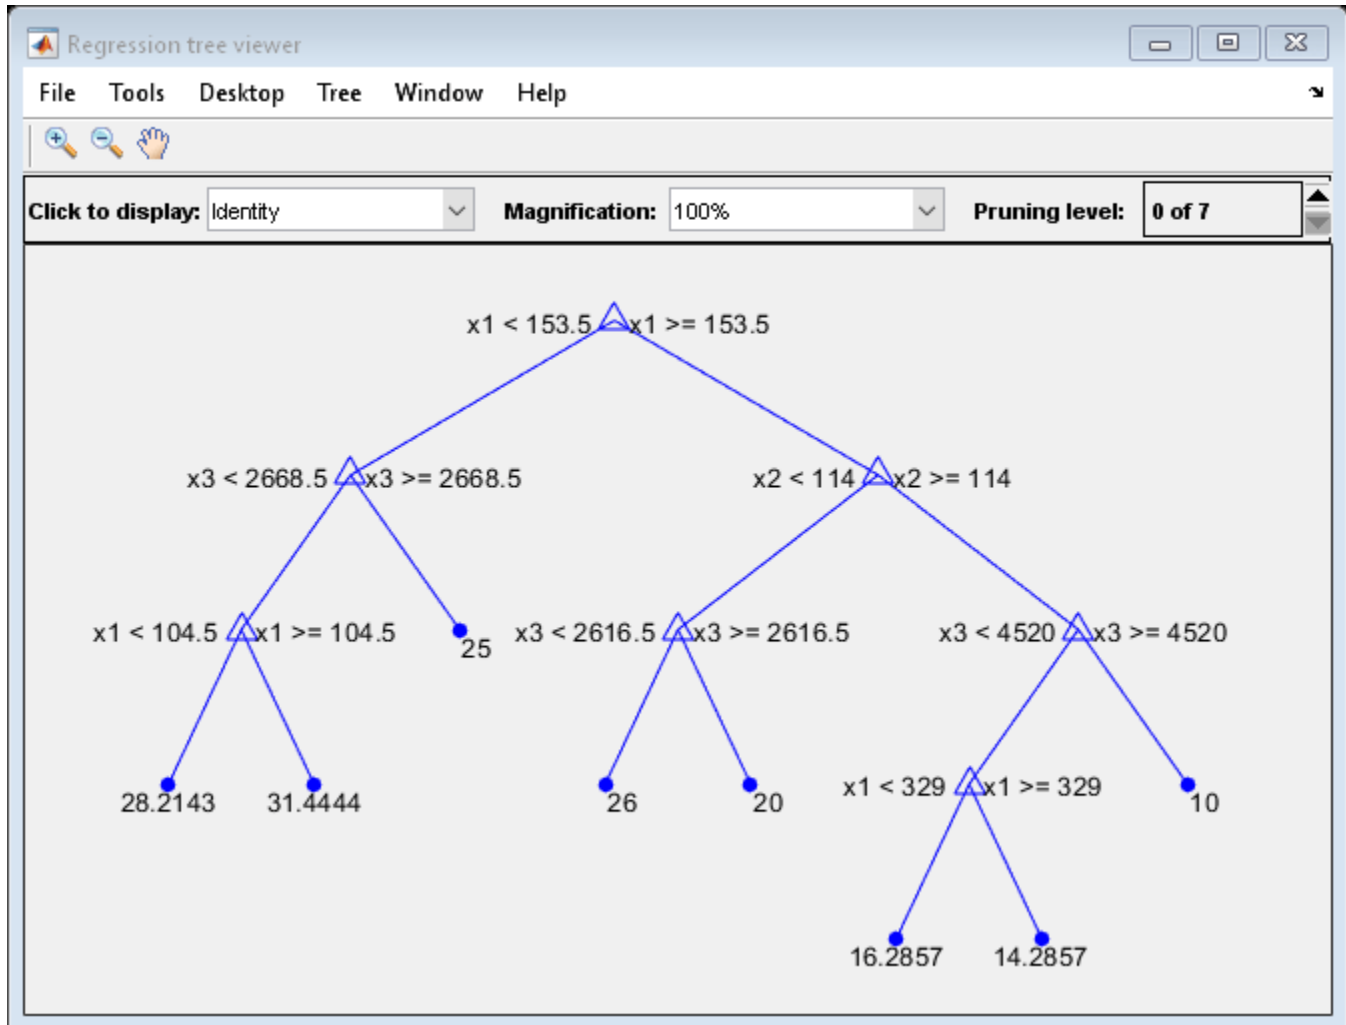 Regression tree viewer
File Tools Desktop Tree Window Help
Click to display: Identity Magnification: 100% Pruning level: 0 of 7
x1 < 153.5 x1 >= 153.5
x3 < 2668.5 x3 >= 2668.5 x2 < 114 x2 >= 114
x1 < 104.5 x1 >= 104.5 25 x3 < 2616.5 x3 >= 2616.5 x3 < 4520 x3 >= 4520
28.2143 31.4444 26 20 x1 < 329 x1 >= 329 10
16.2857 14.2857